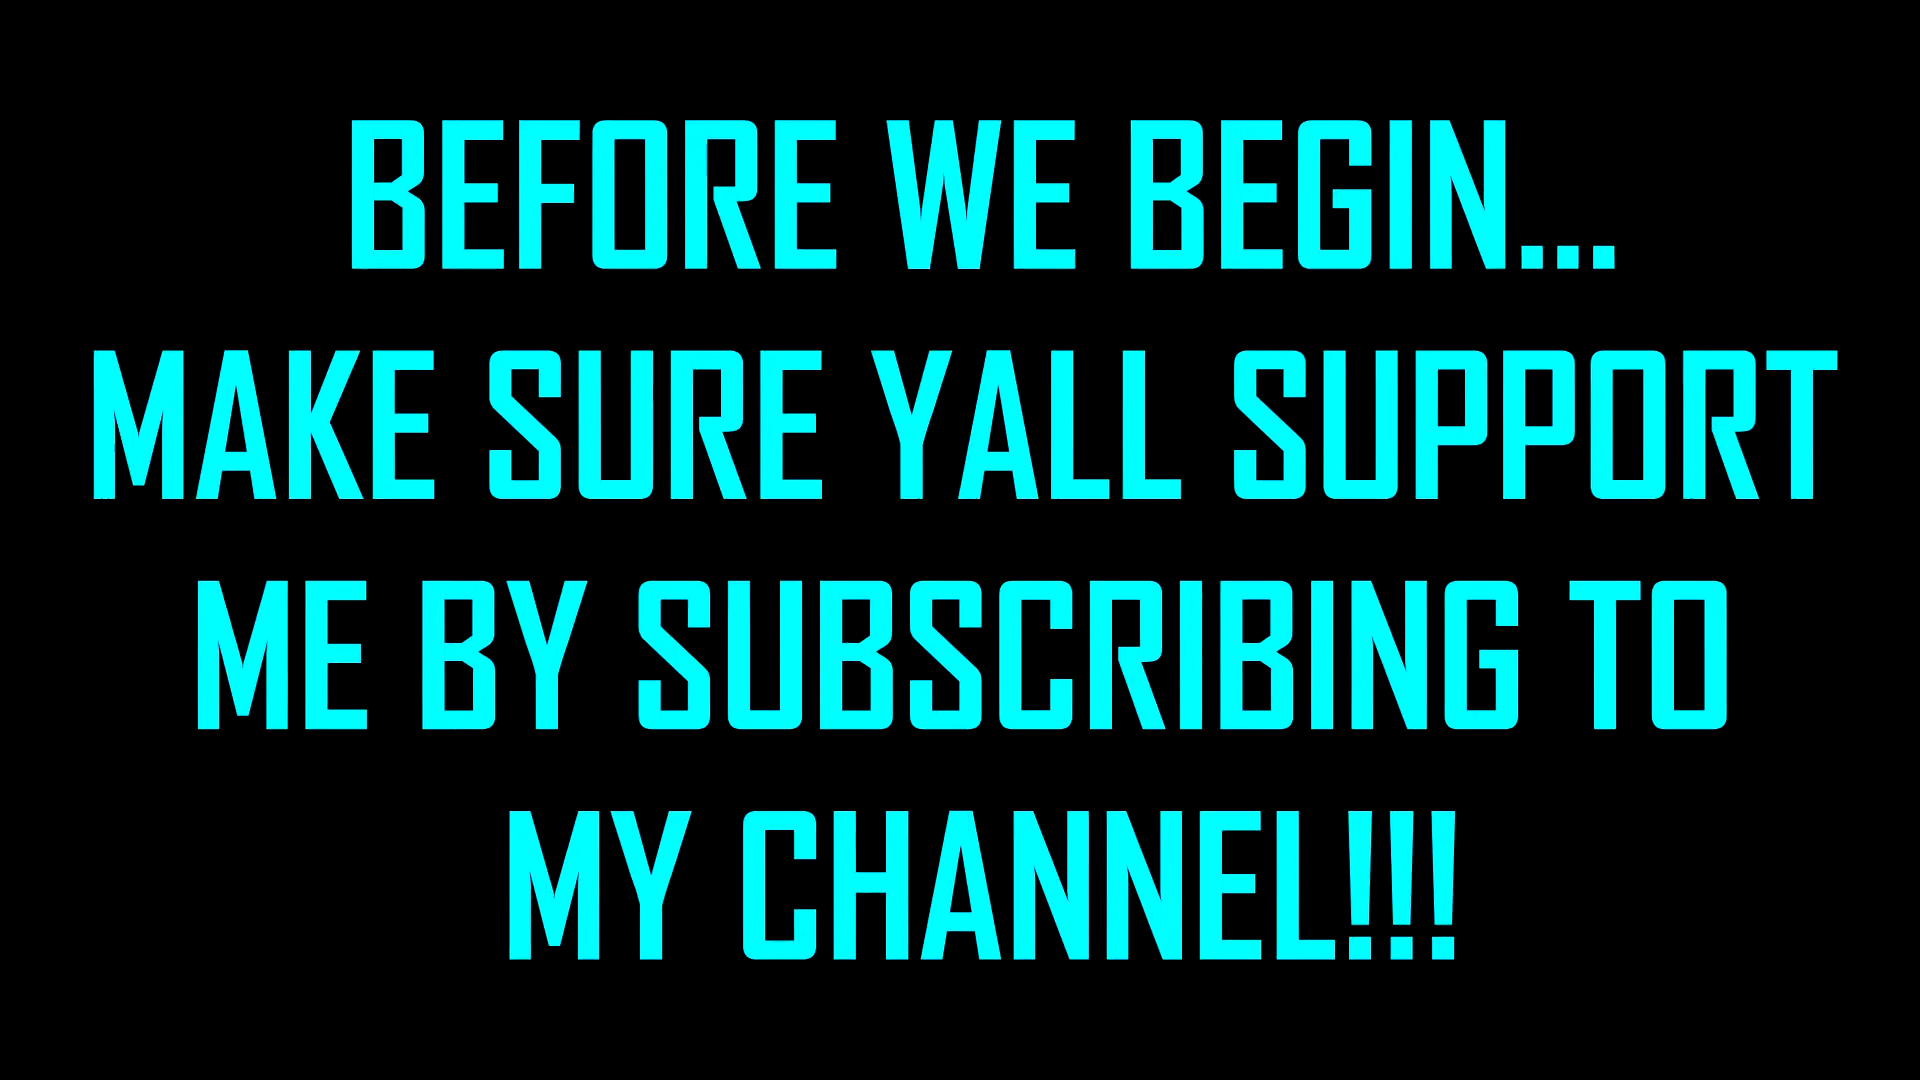 BEFORE WE BEGIN...
MAKE SURE YALL SUPPORT
ME BY SUBSCRIBING TO
MY CHANNEL!!!